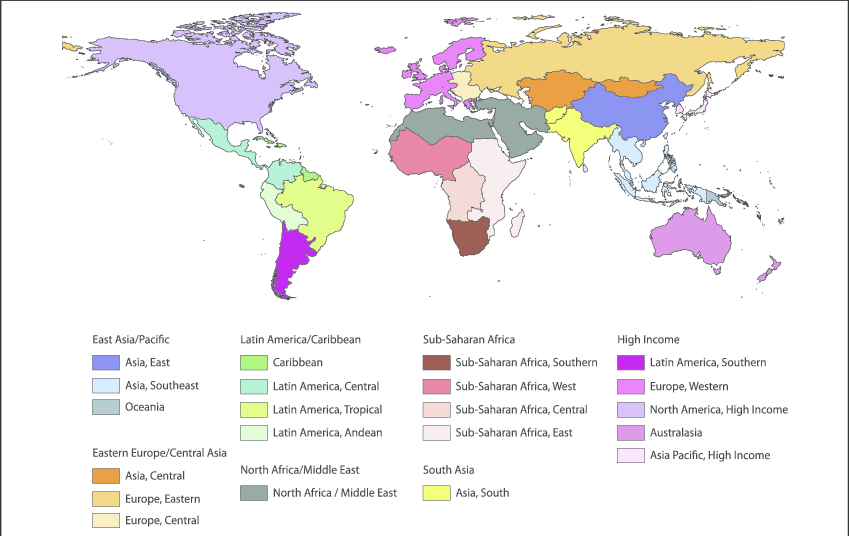 East Asia/Pacific
Asia, East
Asia, Southeast
Oceania
Eastern Europe/Central Asia
Asia, Central
Europe, Eastern
Europe, Central
Latin America/Caribbean
Caribbean
Latin America, Central
Latin America, Tropical
Latin America, Andean
North Africa/Middle East
North Africa / Middle East
Sub-Saharan Africa
Sub-Saharan Africa, Southern
Sub-Saharan Africa, West
Sub-Saharan Africa, Central
Sub-Saharan Africa, East
South Asia
Asia, South
High Income
Latin America, Southern
Europe, Western
North America, High Income
Australasia
Asia Pacific, High Income